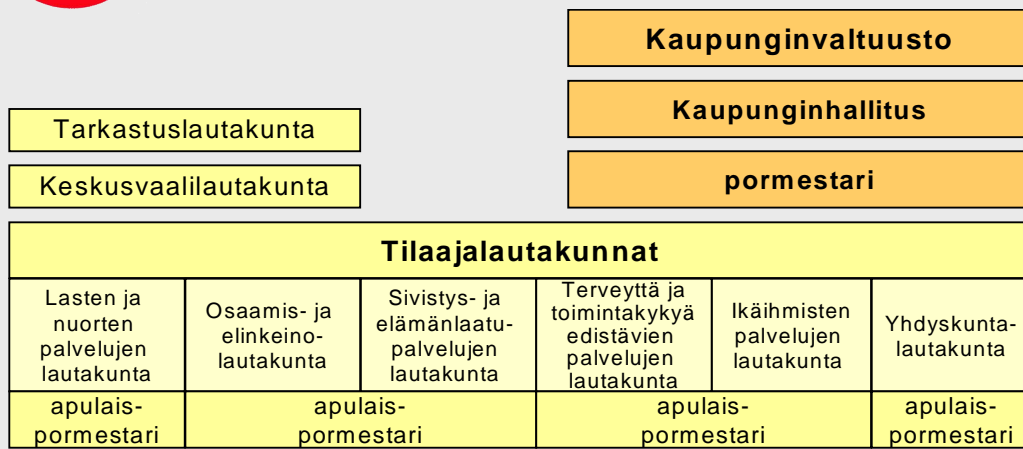 Kaupunginvaltuusto
Kaupunginhallitus
pormestari
Tarkastuslautakunta
Keskusvaalilautakunta
Tilaajalautakunnat
Lasten ja
nuorten
palvelujen
lautakunta
Osaamis- ja
elinkeino-
lautakunta
Sivistys- ja
elämänlaatu-
palvelujen
lautakunta
Terveyttä ja
toimintakykyä
edistävien
palvelujen
lautakunta
Ikäihmisten
palvelujen
lautakunta
Yhdyskunta-
lautakunta
apulais-
pormestari
apulais-
pormestari
apulais-
pormestari
apulais-
pormestari